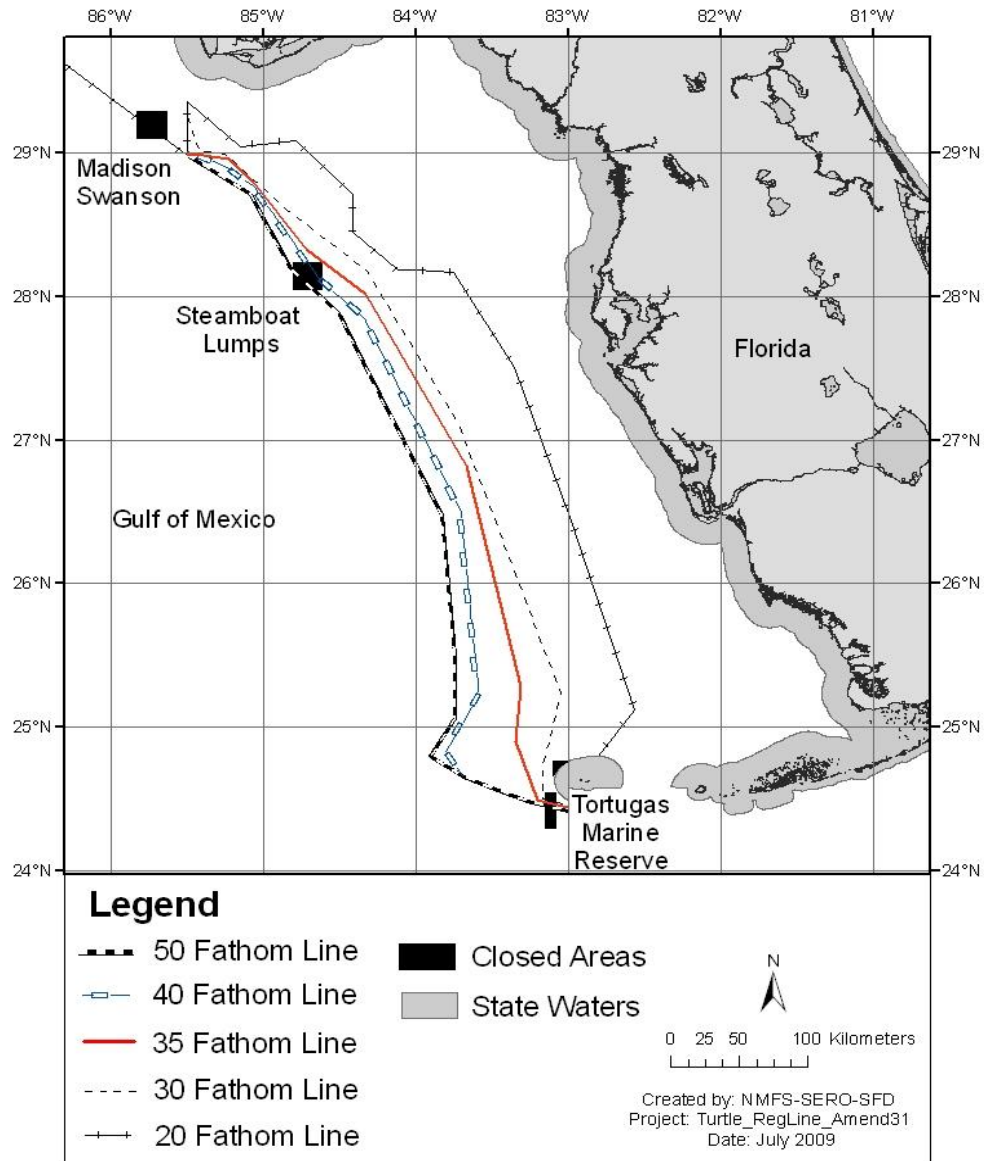 86°W 85°W 84°W 83°W 82°W 81°W
29°N 29°N
Madison
Swanson
28°N 28°N
Steamboat
Lumps
Florida
27°N 27°N
Gulf of Mexico
26°N 26°N
25°N 25°N
Tortugas
Marine
Reserve
24°N 24°N
Legend
50 Fathom Line
40 Fathom Line
35 Fathom Line
30 Fathom Line
20 Fathom Line
Closed Areas
State Waters
N
0 25 50 100 Kilometers
Created by: NMFS-SERO-SFD
Project: Turtle_RegLine_Amend31
Date: July 2009